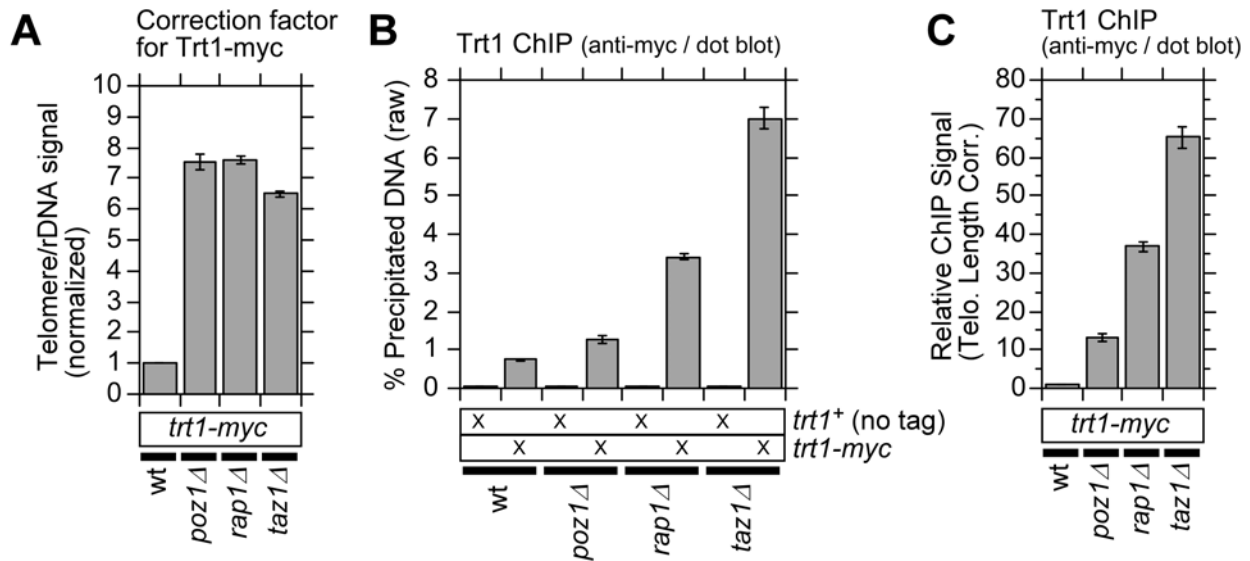 A
Correction factor
for Trt1-myc
Telomere/rDNA signal
(normalized)
10
9
8
7
6
5
4
3
2
1
0
trt1-myc
wt
poz1Δ
rap1Δ
taz1Δ
B
Trt1 ChIP (anti-myc / dot blot)
% Precipitated DNA (raw)
8
7
6
5
4
3
2
1
0
X X X X trt1+ (no tag)
X X X X trt1-myc
wt
poz1Δ
rap1Δ
taz1Δ
C
Trt1 ChIP
(anti-myc / dot blot)
Relative ChIP Signal
(Telo. Length Corr.)
80
70
60
50
40
30
20
10
0
trt1-myc
wt
poz1Δ
rap1Δ
taz1Δ